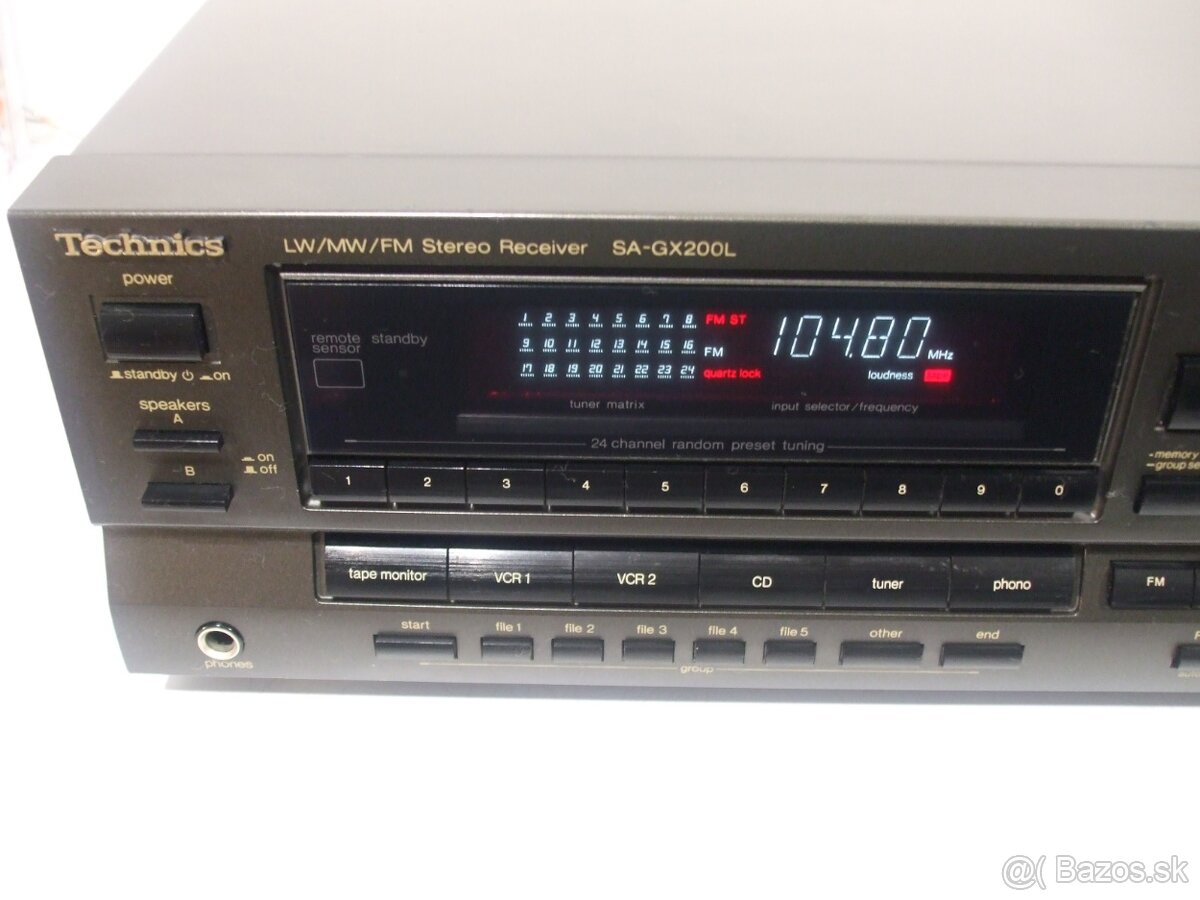 Technics LW/MW/FM Stereo Receiver SA-GX200L
power
standby on
remote sensor standby
1 2 3 4 5 6 7 8 FM ST
9 10 11 12 13 14 15 16 FM
17 18 19 20 21 22 23 24 quartz lock
104.80 MHz
loudness
tuner matrix input selector/frequency
24 channel random preset tuning
speakers
A
B
on
off
1 2 3 4 5 6 7 8 9 0
-memory
tape monitor VCR 1 VCR 2 CD tuner phono FM
start file 1 file 2 file 3 file 4 file 5 other end
group
phones
@( Bazos.sk